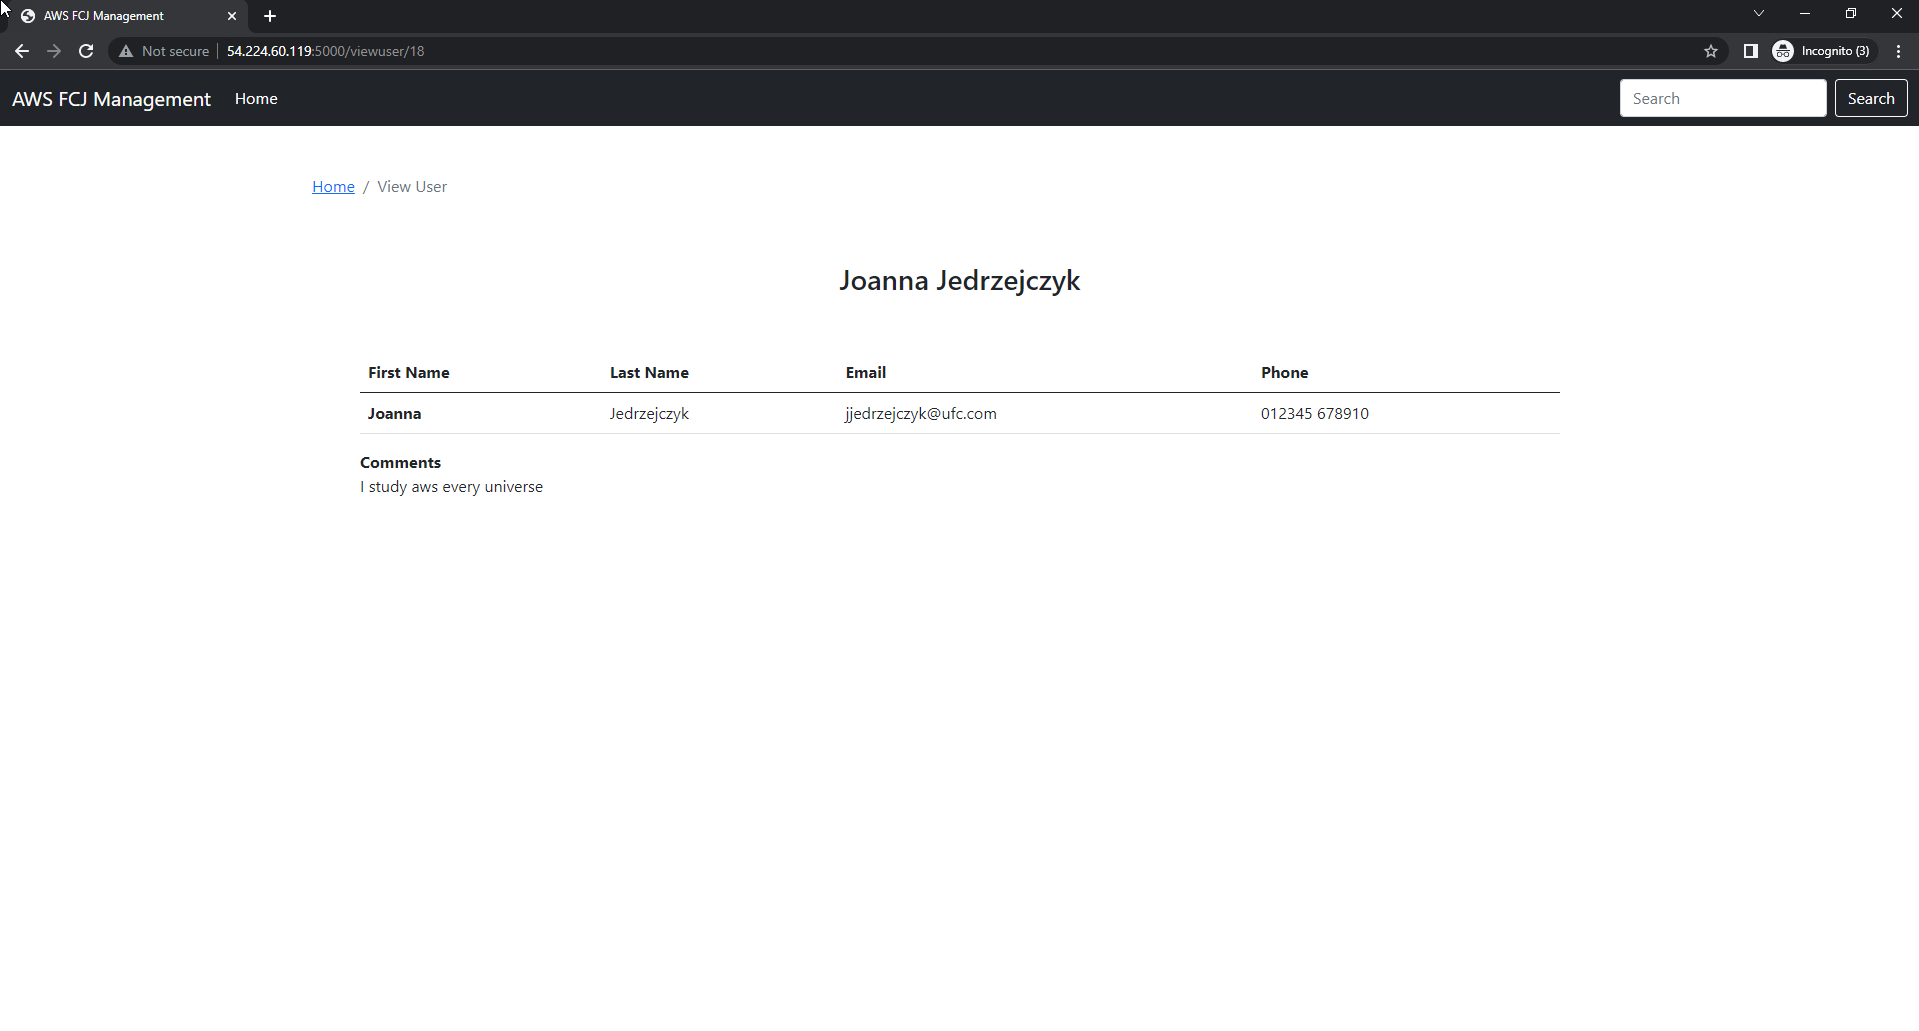 AWS FCJ Management
Not secure 54.224.60.119:5000/viewuser/18 Incognito (3)
AWS FCJ Management Home Search Search
Home / View User
Joanna Jedrzejczyk
First Name Last Name Email Phone
Joanna Jedrzejczyk jjedrzejczyk@ufc.com 012345 678910
Comments
I study aws every universe